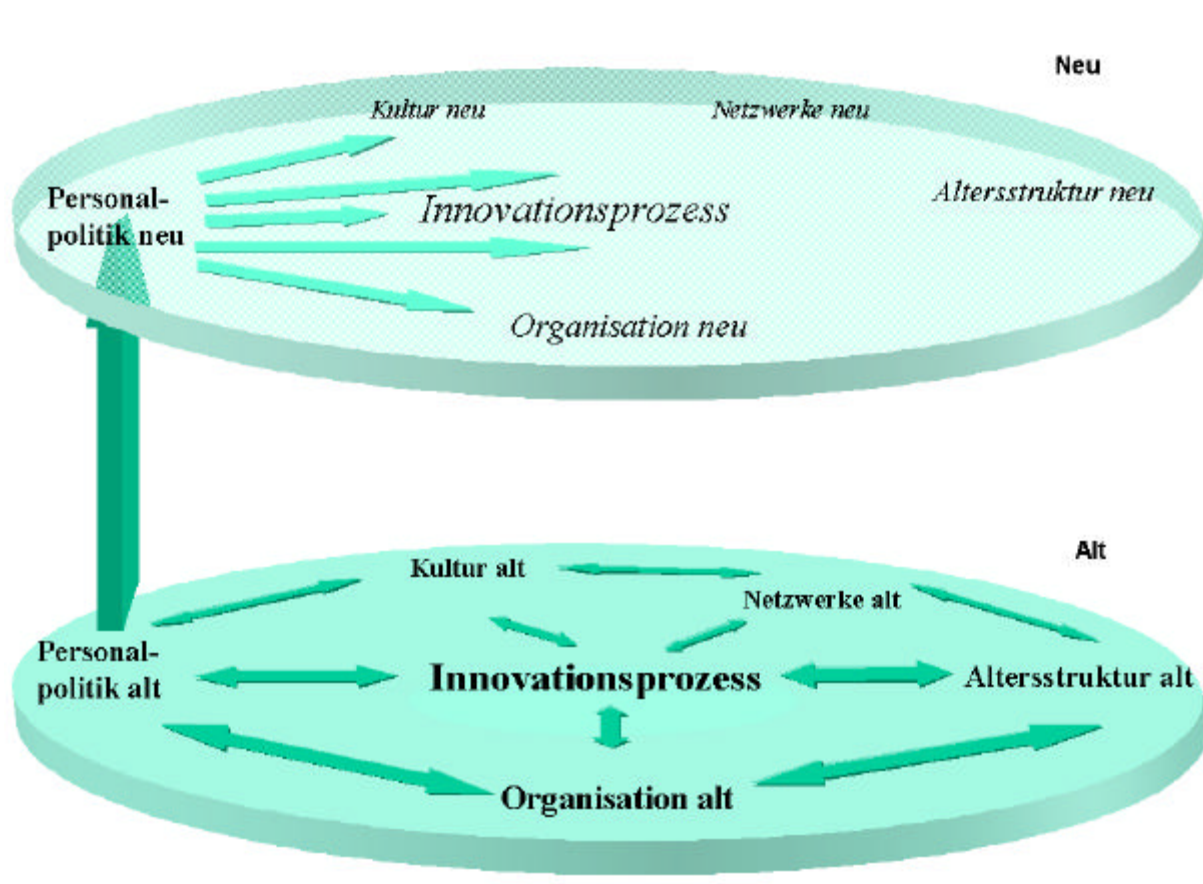 Neu
Kultur neu
Netzwerke neu
Personal-
politik neu
Innovationsprozess
Altersstruktur neu
Organisation neu
Alt
Kultur alt
Netzwerke alt
Personal-
politik alt
Innovationsprozess
Altersstruktur alt
Organisation alt